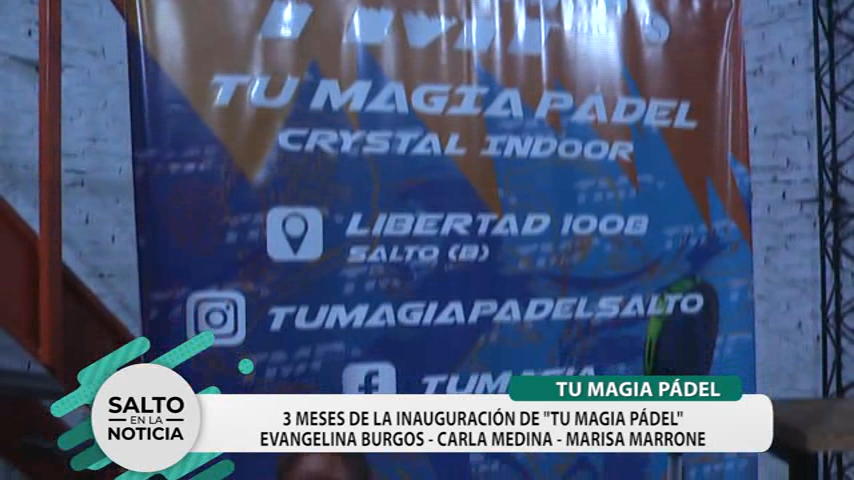 TU MAGIA PÁDEL
CRYSTAL INDOOR
LIBERTAD 1008
SALTO (B)
TUMAGIAPADELSALTO
TUMAGIA
TU MAGIA PÁDEL
SALTO
EN LA
NOTICIA
3 MESES DE LA INAUGURACIÓN DE "TU MAGIA PÁDEL"
EVANGELINA BURGOS - CARLA MEDINA - MARISA MARRONE